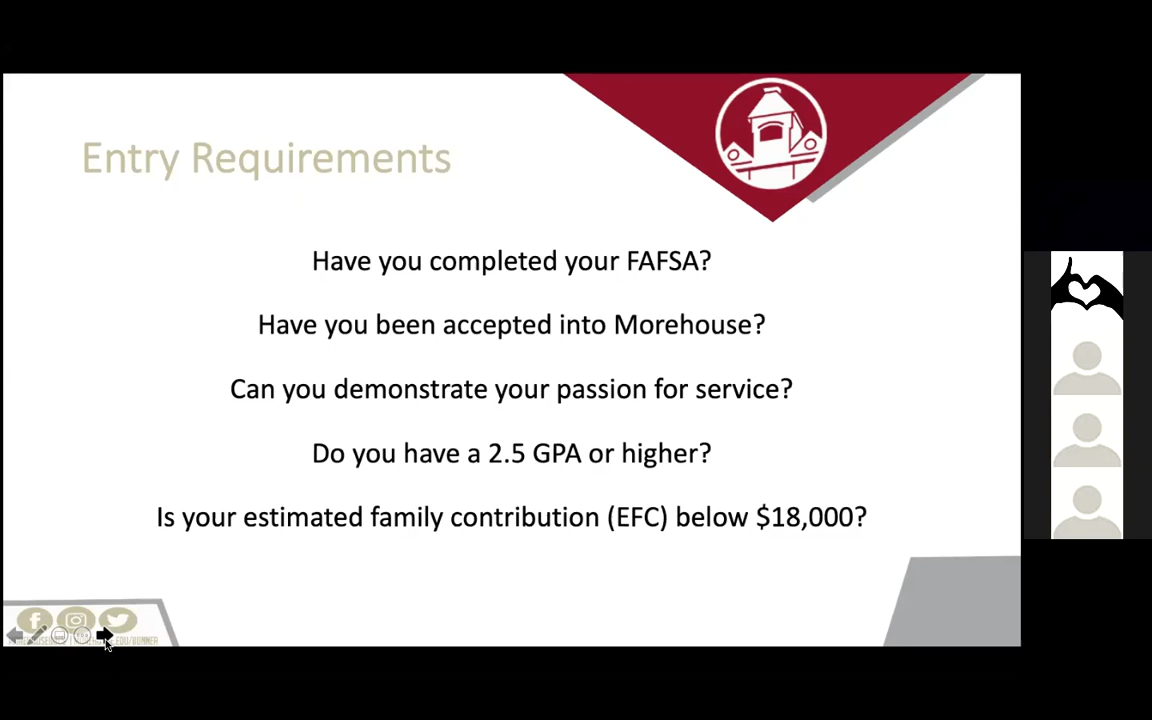 Entry Requirements
Have you completed your FAFSA?
Have you been accepted into Morehouse?
Can you demonstrate your passion for service?
Do you have a 2.5 GPA or higher?
Is your estimated family contribution (EFC) below $18,000?